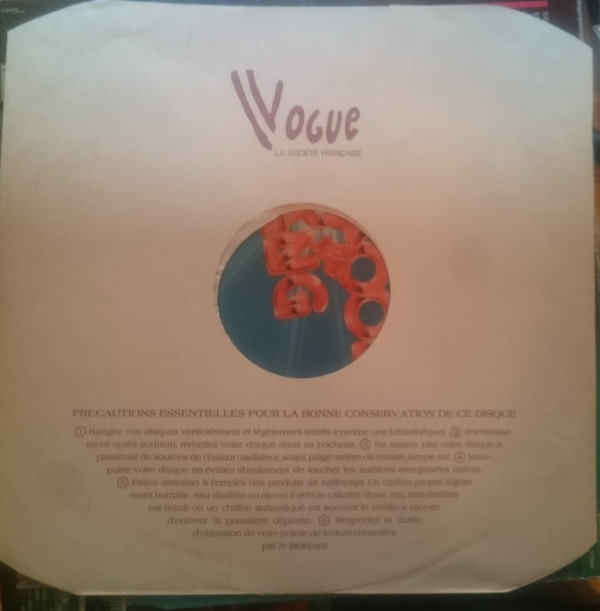 Vogue
LA SOCIÉTÉ FRANÇAISE
PRECAUTIONS ESSENTIELLES POUR LA BONNE CONSERVATION DE CE DISQUE
① Rangez vos disques verticalement et légèrement serrés (comme une bibliothèque). ② Immédiate-
ment après audition, remettez votre disque dans sa pochette. ③ Ne laissez pas votre disque à
proximité de sources de chaleur: radiateur, soleil, plage arrière de voiture, lampe, etc. ④ Mani-
pulez votre disque en évitant absolument de toucher les surfaces enregistrées
⑤ Faites attention à l'emploi des produits de nettoyage. Un chiffon propre légère-
ment humide, eau distillée ou alcool à 90° (le calcaire d'une eau non distillée
est nocif) ou un chiffon antistatique est souvent le meilleur moyen
d'enlever la poussière déposée. ⑥ Respectez la durée
d'utilisation de votre pointe de lecture conseillée
par le fabricant